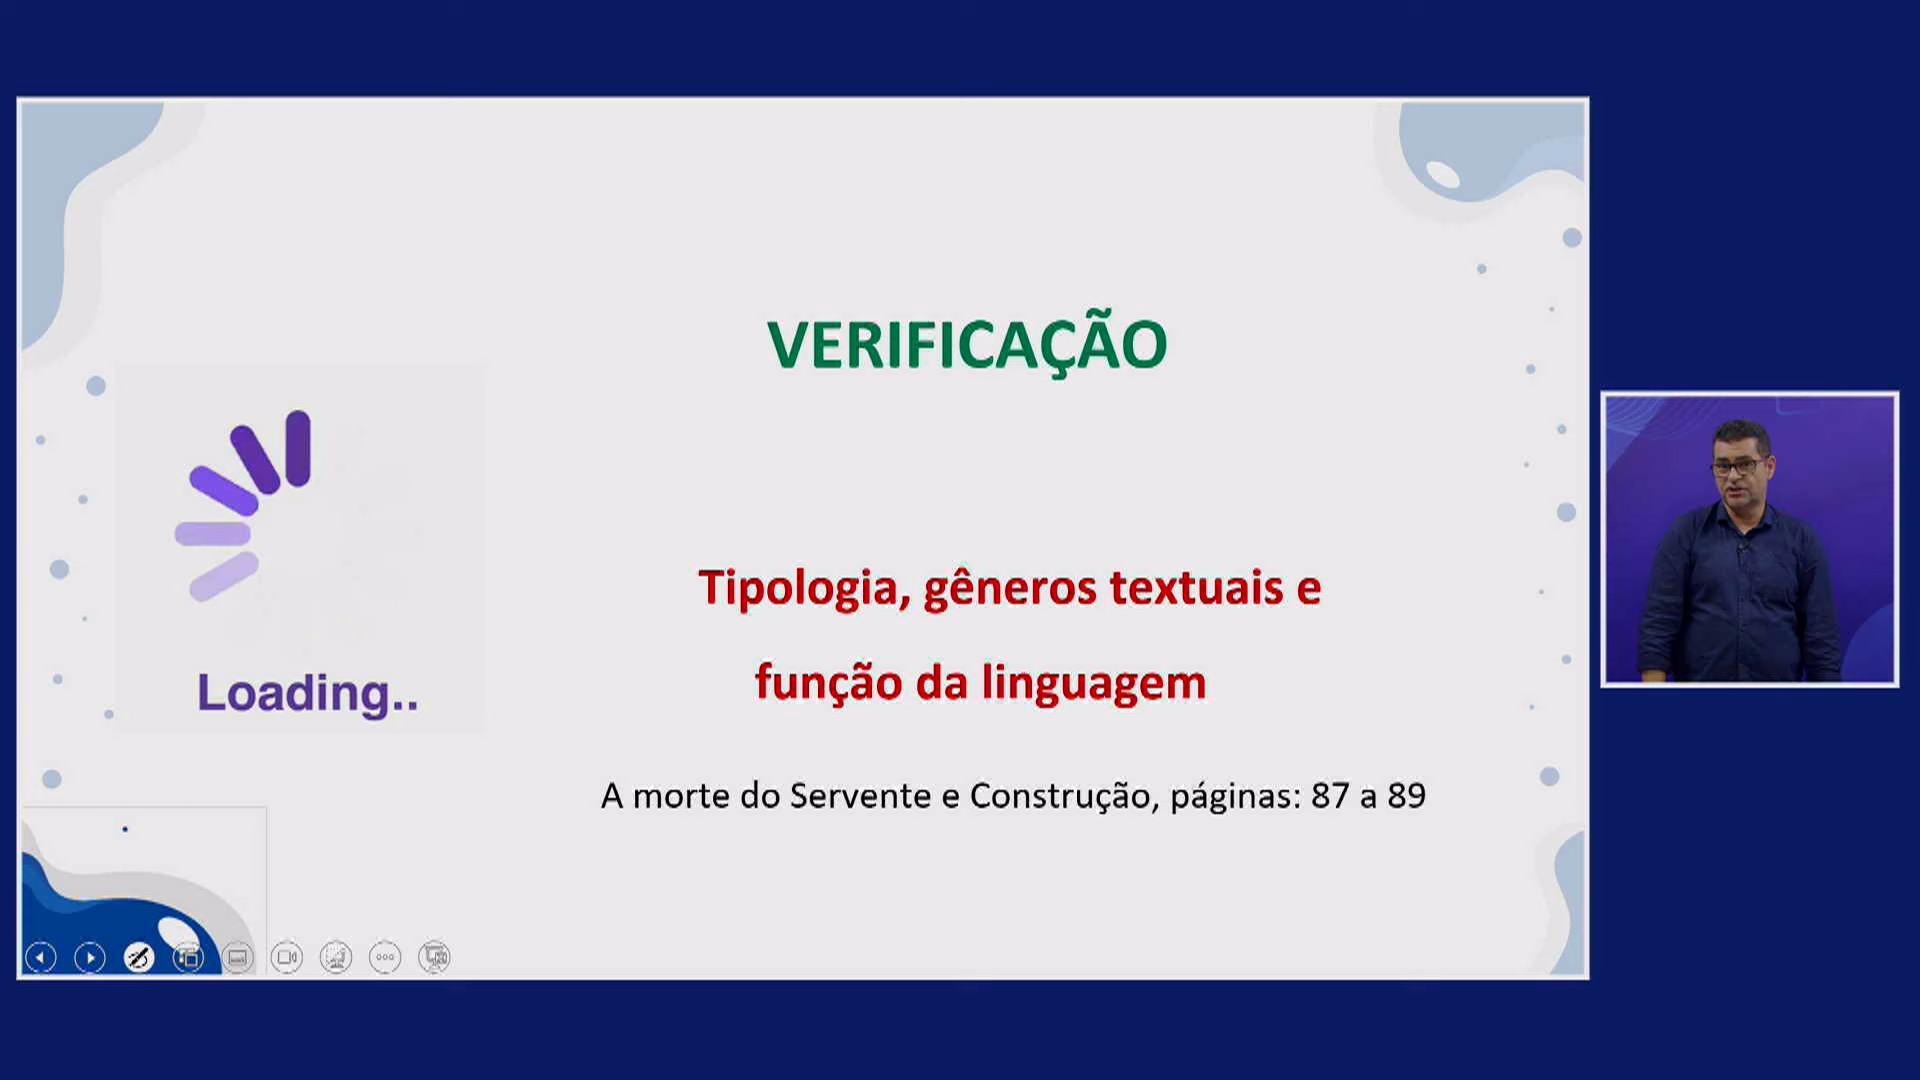 VERIFICAÇÃO
Tipologia, gêneros textuais e
função da linguagem
Loading..
A morte do Servente e Construção, páginas: 87 a 89